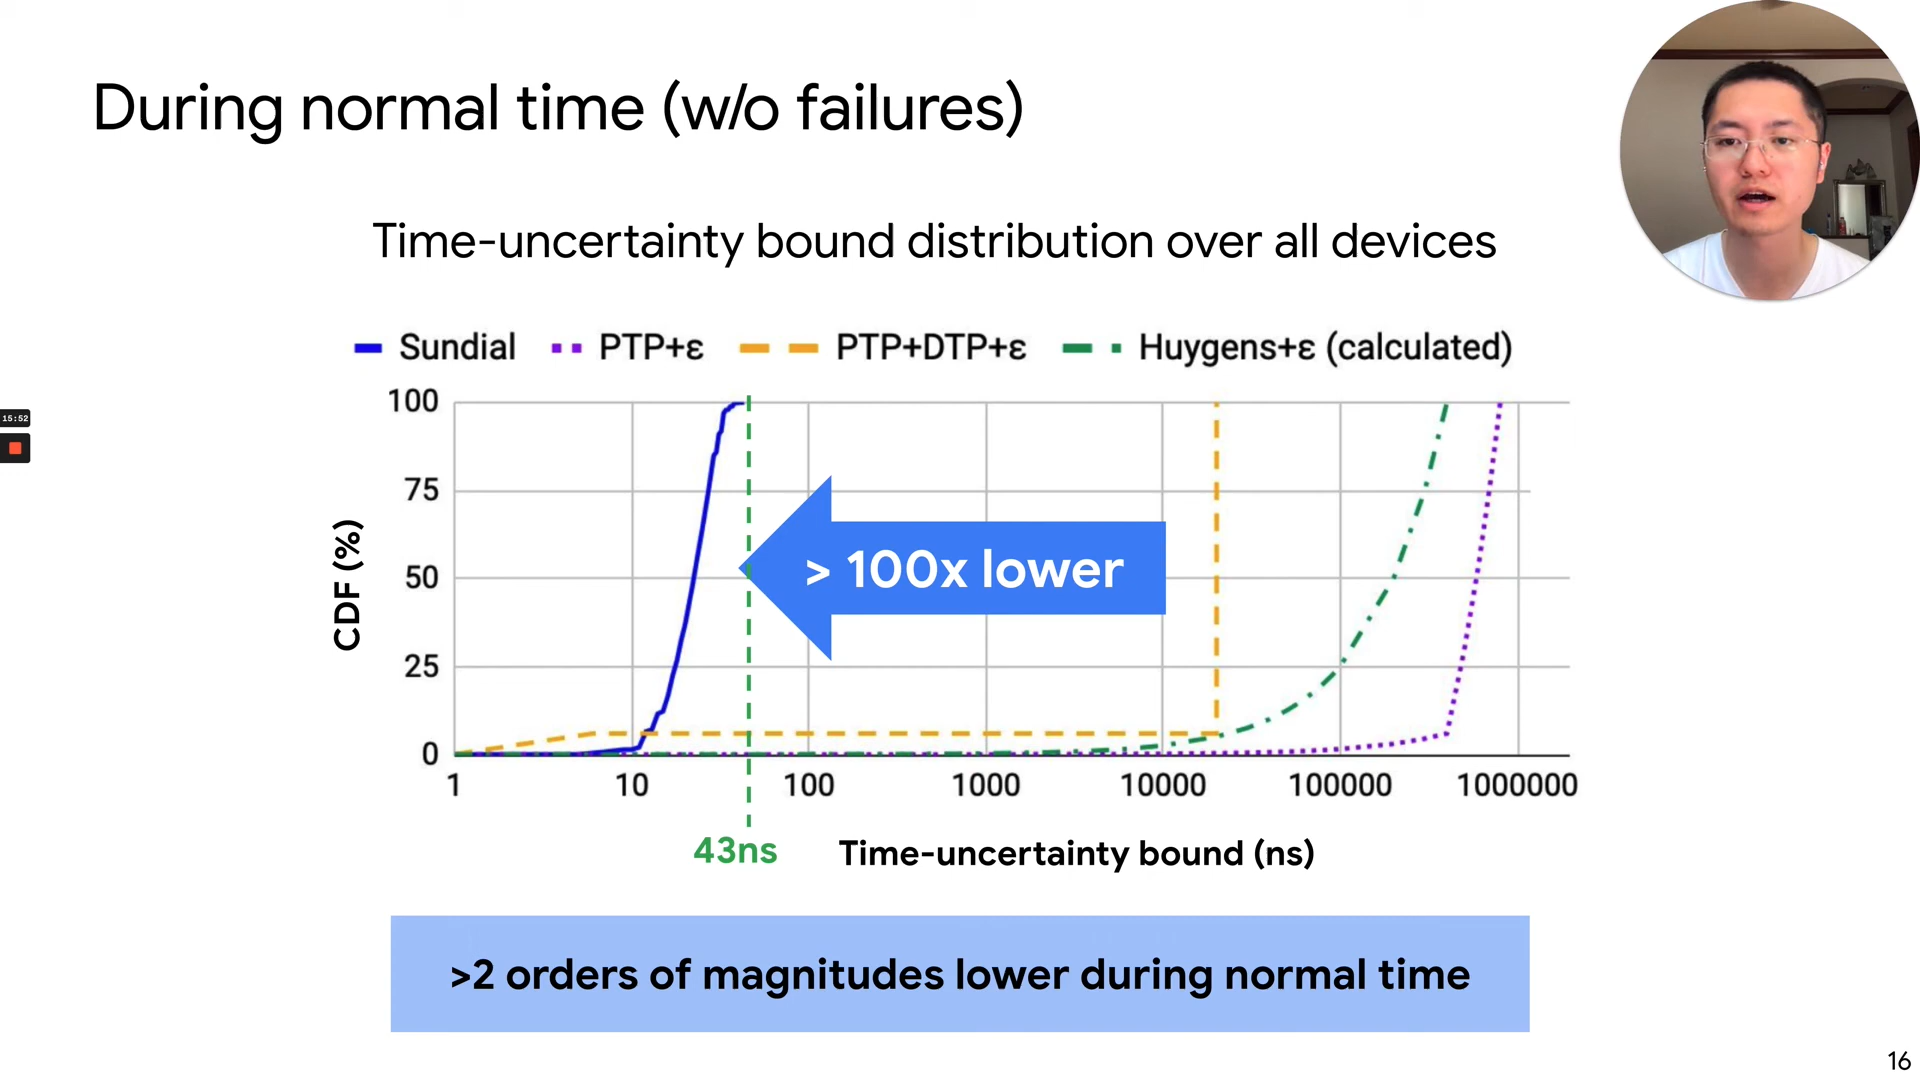 During normal time (w/o failures)
Time-uncertainty bound distribution over all devices
Sundial PTP+ε PTP+DTP+ε Huygens+ε (calculated)
100
75
50
25
0
CDF (%)
> 100x lower
1 10 100 1000 10000 100000 1000000
43ns
Time-uncertainty bound (ns)
>2 orders of magnitudes lower during normal time
15:52
16